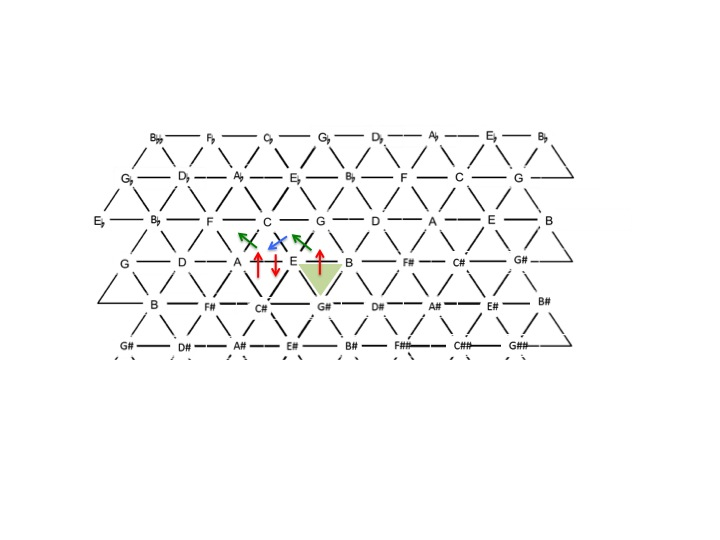 B♭♭ F♭ C♭ G♭ D♭ A♭ E♭ B♭
G♭ D♭ A♭ E♭ B♭ F C G
E♭ B♭ F C G D A E B
G D A E B F# C# G#
B F# C# G# D# A# E# B#
G# D# A# E# B# F## C## G##